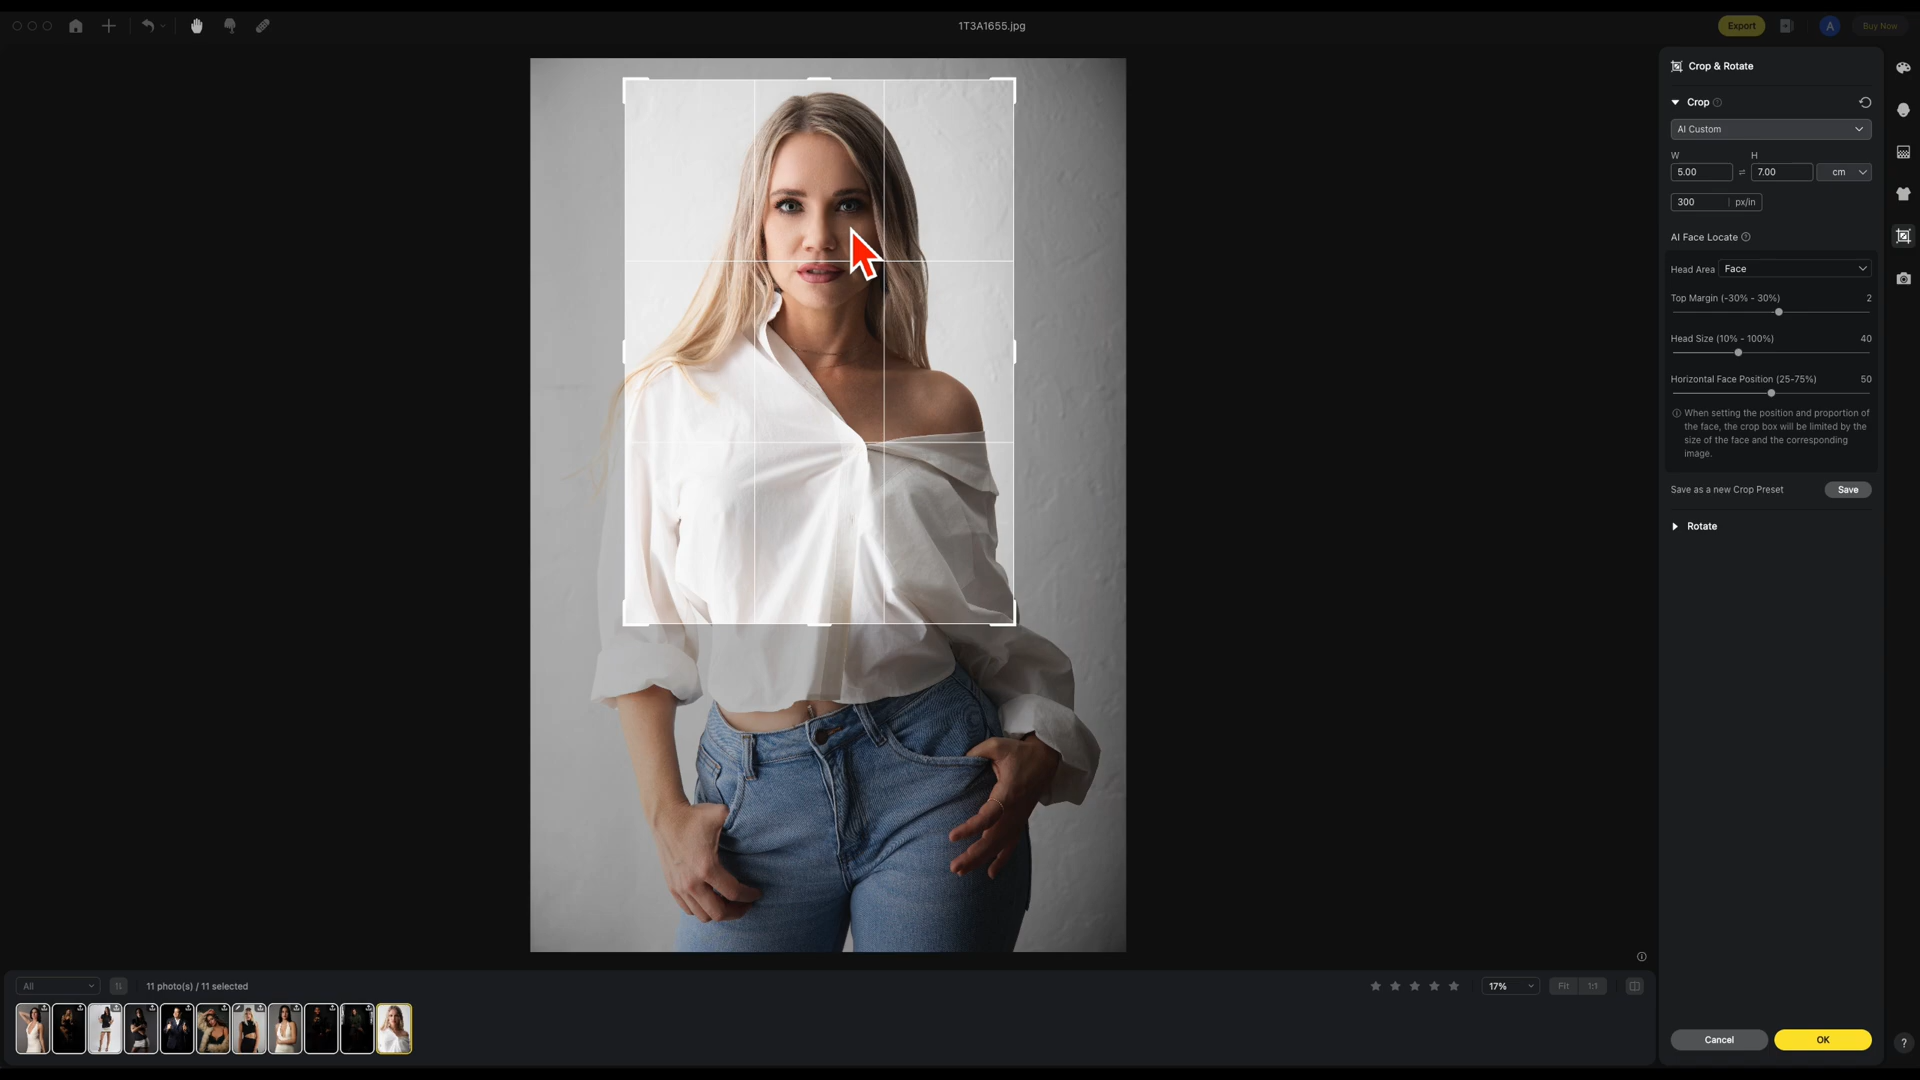 1T3A1655.jpg
Export
A
Buy Now
Crop & Rotate
Crop
AI Custom
W H
5.00 7.00 cm
300 px/in
AI Face Locate
Head Area Face
Top Margin (-30% - 30%) 2
Head Size (10% - 100%) 40
Horizontal Face Position (25-75%) 50
When setting the position and proportion of
the face, the crop box will be limited by the
size of the face and the corresponding
image.
Save as a new Crop Preset Save
Rotate
All
11 photo(s) / 11 selected
17%
Fit 1:1
Cancel OK
?